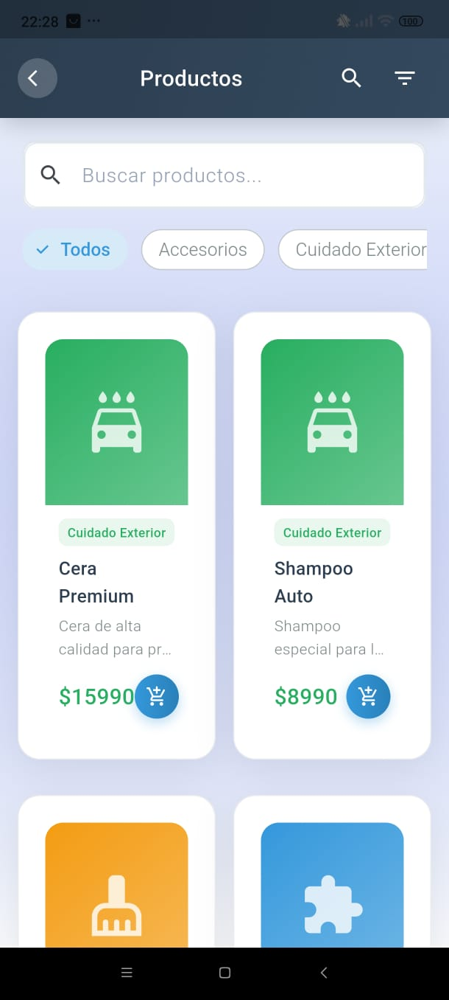 22:28
100
Productos
Buscar productos...
Todos
Accesorios
Cuidado Exterior
Cuidado Exterior
Cera
Premium
Cera de alta
calidad para pr...
$15990
Cuidado Exterior
Shampoo
Auto
Shampoo
especial para l...
$8990